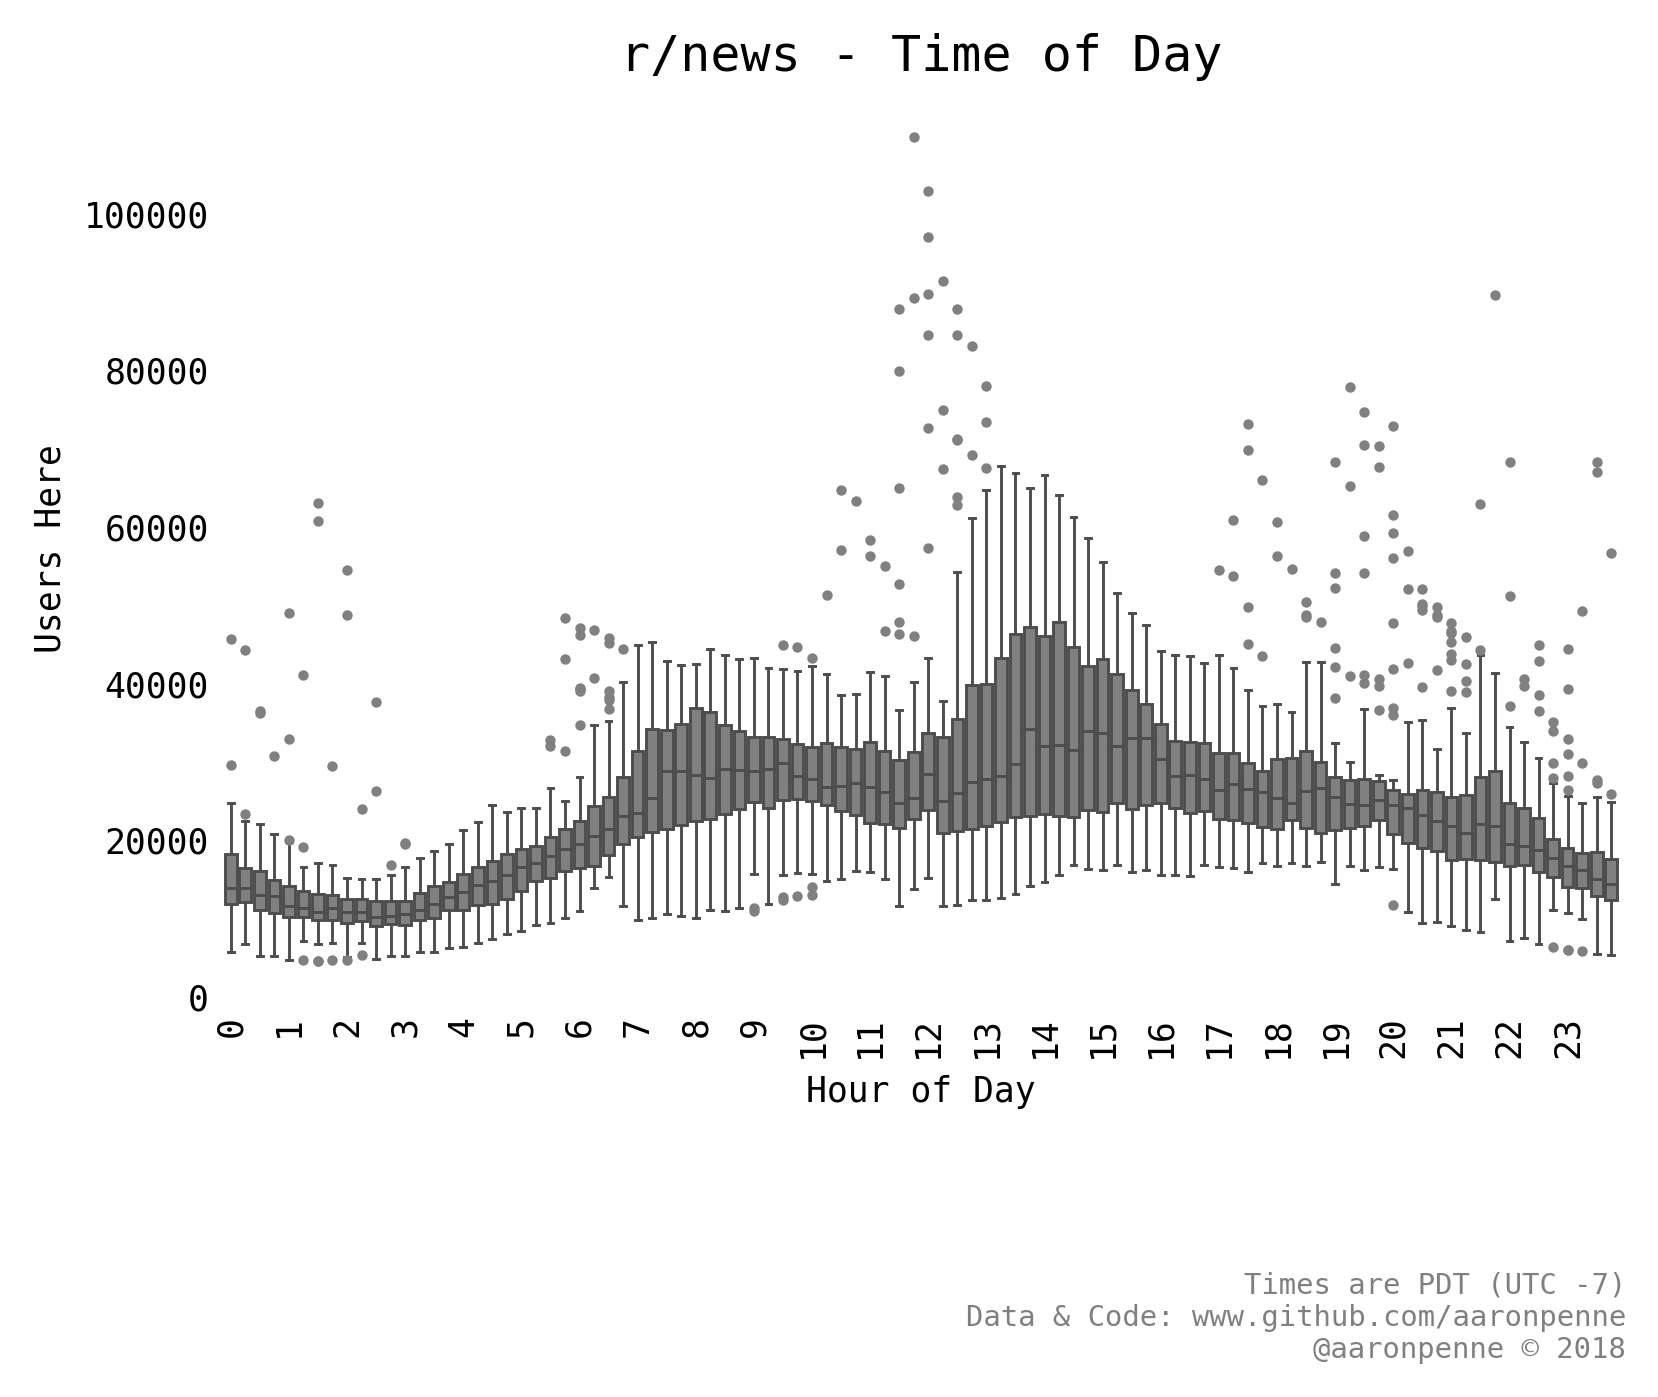 r/news - Time of Day
100000
80000
60000
40000
20000
0
Users Here
0 1 2 3 4 5 6 7 8 9 10 11 12 13 14 15 16 17 18 19 20 21 22 23
Hour of Day
Times are PDT (UTC -7)
Data & Code: www.github.com/aaronpenne
@aaronpenne © 2018